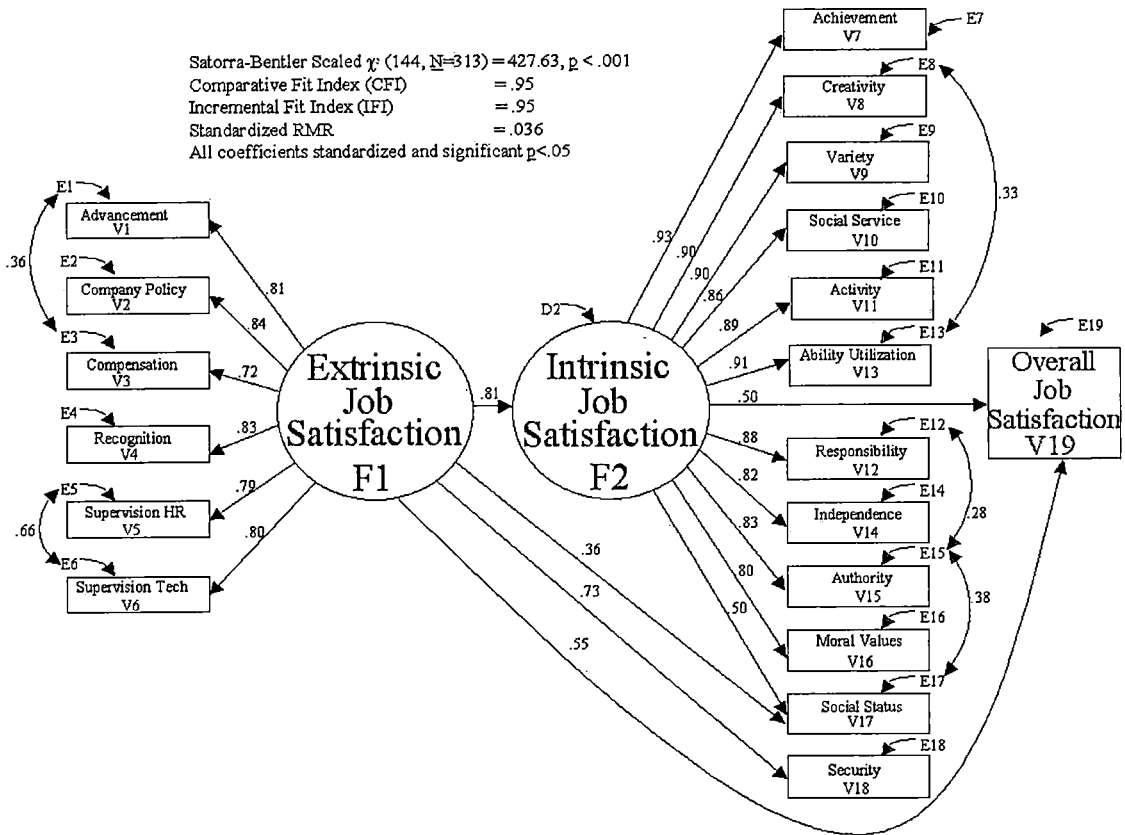 Satorra-Bentler Scaled χ² (144, N=313) = 427.63, p < .001
Comparative Fit Index (CFI) = .95
Incremental Fit Index (IFI) = .95
Standardized RMR = .036
All coefficients standardized and significant p<.05
E1
Advancement
V1
.36
E2
Company Policy
V2
E3
Compensation
V3
E4
Recognition
V4
E5
Supervision HR
V5
.66
E6
Supervision Tech
V6
.81
.84
.72
.83
.79
.80
Extrinsic
Job
Satisfaction
F1
.81
D2
Intrinsic
Job
Satisfaction
F2
.93
.90
.90
.86
.89
.91
.50
.88
.82
.83
.80
.50
.36
.73
.55
Achievement
V7
E7
Creativity
V8
E8
Variety
V9
E9
Social Service
V10
E10
.33
Activity
V11
E11
Ability Utilization
V13
E13
Responsibility
V12
E12
Independence
V14
E14
.28
Authority
V15
E15
.38
Moral Values
V16
E16
Social Status
V17
E17
Security
V18
E18
E19
Overall
Job
Satisfaction
V19